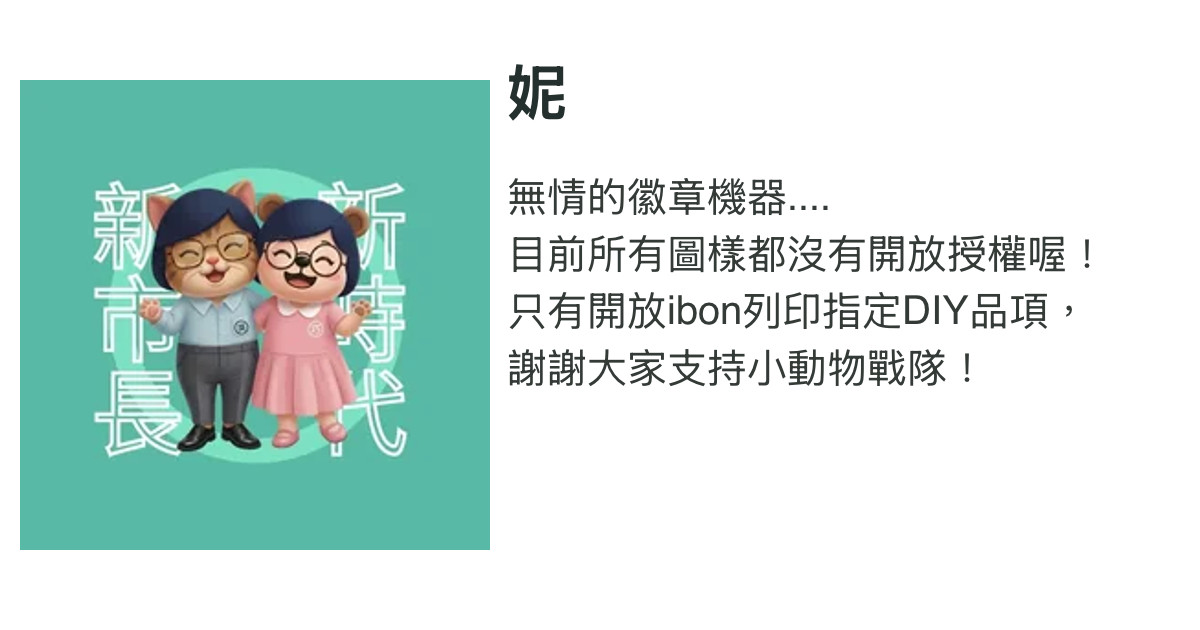 妮
無情的徽章機器....
目前所有圖樣都沒有開放授權喔！
只有開放ibon列印指定DIY品項，
謝謝大家支持小動物戰隊！
新市長
新時代